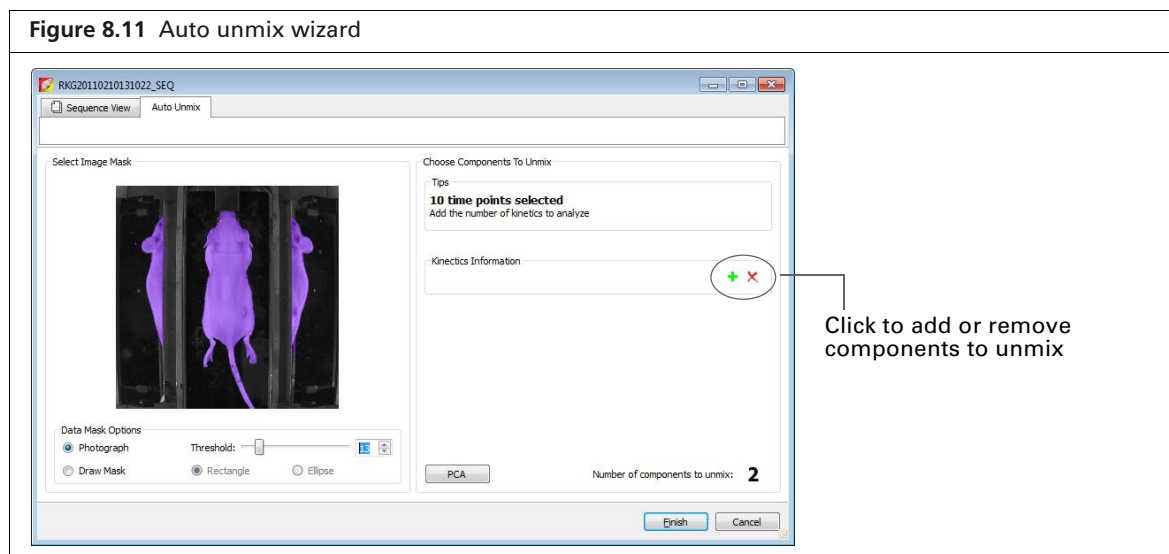 Figure 8.11 Auto unmix wizard
RKG20110210131022_SEQ
Sequence View
Auto Unmix
Select Image Mask
Data Mask Options
Photograph
Threshold:
13
Draw Mask
Rectangle
Ellipse
Choose Components To Unmix
Tips
10 time points selected
Add the number of kinetics to analyze
Kinectics Information
PCA
Number of components to unmix: 2
Finish
Cancel
Click to add or remove
components to unmix